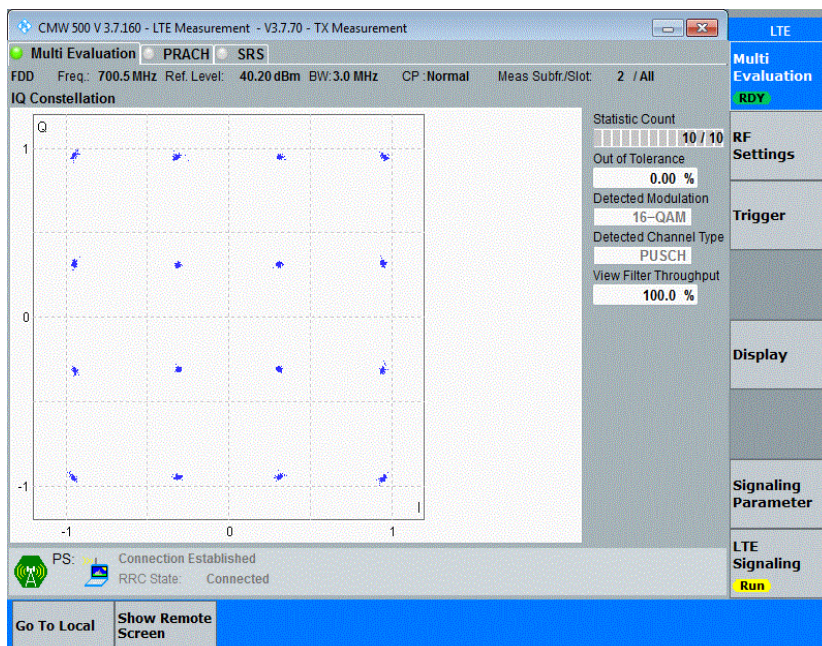 CMW 500 V 3.7.160 - LTE Measurement - V3.7.70 - TX Measurement
LTE
Multi Evaluation PRACH SRS
FDD Freq.: 700.5 MHz Ref. Level: 40.20 dBm BW: 3.0 MHz CP : Normal Meas Subfr./Slot: 2 / All
IQ Constellation
Q
1
0
-1
-1 0 1
I
Statistic Count
10 / 10
Out of Tolerance
0.00 %
Detected Modulation
16-QAM
Detected Channel Type
PUSCH
View Filter Throughput
100.0 %
Multi
Evaluation
RDY
RF
Settings
Trigger
Display
Signaling
Parameter
LTE
Signaling
Run
PS: Connection Established
RRC State: Connected
Go To Local
Show Remote
Screen